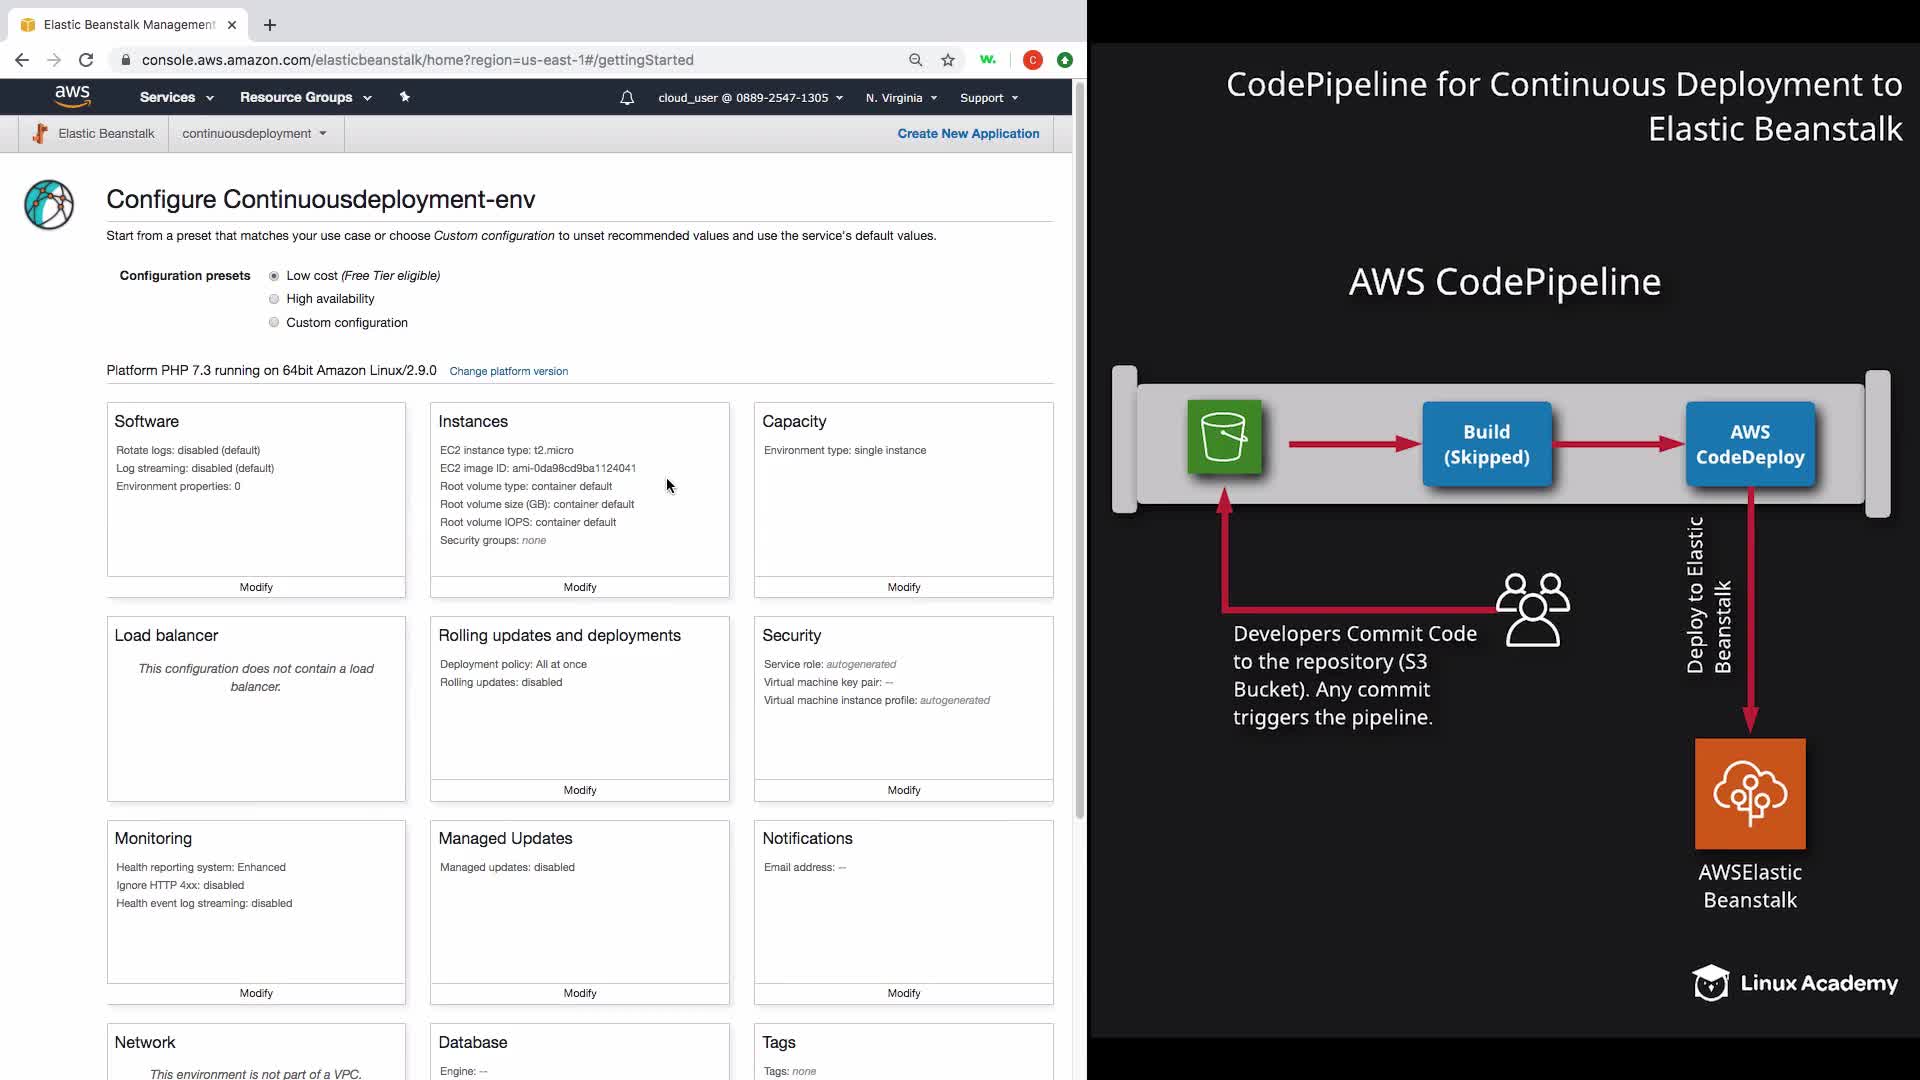 Elastic Beanstalk Management
console.aws.amazon.com/elasticbeanstalk/home?region=us-east-1#/gettingStarted
w.
C
aws
Services
Resource Groups
cloud_user @ 0889-2547-1305
N. Virginia
Support
Elastic Beanstalk
continuousdeployment
Create New Application
Configure Continuousdeployment-env
Start from a preset that matches your use case or choose Custom configuration to unset recommended values and use the service's default values.
Configuration presets
Low cost (Free Tier eligible)
High availability
Custom configuration
Platform PHP 7.3 running on 64bit Amazon Linux/2.9.0 Change platform version
Software
Rotate logs: disabled (default)
Log streaming: disabled (default)
Environment properties: 0
Modify
Instances
EC2 instance type: t2.micro
EC2 image ID: ami-0da98cd9ba1124041
Root volume type: container default
Root volume size (GB): container default
Root volume IOPS: container default
Security groups: none
Modify
Capacity
Environment type: single instance
Modify
Load balancer
This configuration does not contain a load
balancer.
Rolling updates and deployments
Deployment policy: All at once
Rolling updates: disabled
Modify
Security
Service role: autogenerated
Virtual machine key pair: --
Virtual machine instance profile: autogenerated
Modify
Monitoring
Health reporting system: Enhanced
Ignore HTTP 4xx: disabled
Health event log streaming: disabled
Modify
Managed Updates
Managed updates: disabled
Modify
Notifications
Email address: --
Modify
Network
This environment is not part of a VPC.
Database
Engine: --
Tags
Tags: none
CodePipeline for Continuous Deployment to
Elastic Beanstalk
AWS CodePipeline
Build
(Skipped)
AWS
CodeDeploy
Developers Commit Code
to the repository (S3
Bucket). Any commit
triggers the pipeline.
Deploy to Elastic
Beanstalk
AWSElastic
Beanstalk
Linux Academy